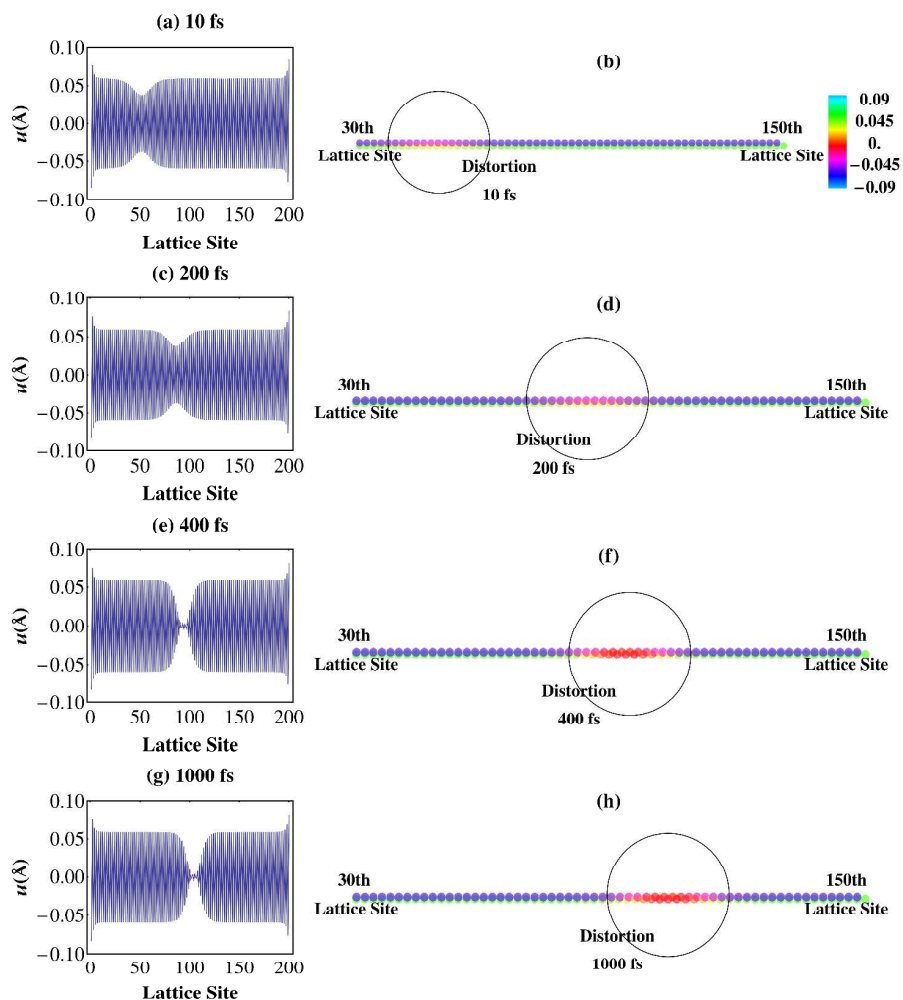 (a) 10 fs
0.10
0.05
0.00
−0.05
−0.10
u(Å)
0 50 100 150 200
Lattice Site
(b)
30th
Lattice Site
Distortion
10 fs
150th
Lattice Site
0.09
0.045
0.
−0.045
−0.09
(c) 200 fs
0.10
0.05
0.00
−0.05
−0.10
u(Å)
0 50 100 150 200
Lattice Site
(d)
30th
Lattice Site
Distortion
200 fs
150th
Lattice Site
(e) 400 fs
0.10
0.05
0.00
−0.05
−0.10
u(Å)
0 50 100 150 200
Lattice Site
(f)
30th
Lattice Site
Distortion
400 fs
150th
Lattice Site
(g) 1000 fs
0.10
0.05
0.00
−0.05
−0.10
u(Å)
0 50 100 150 200
Lattice Site
(h)
30th
Lattice Site
Distortion
1000 fs
150th
Lattice Site